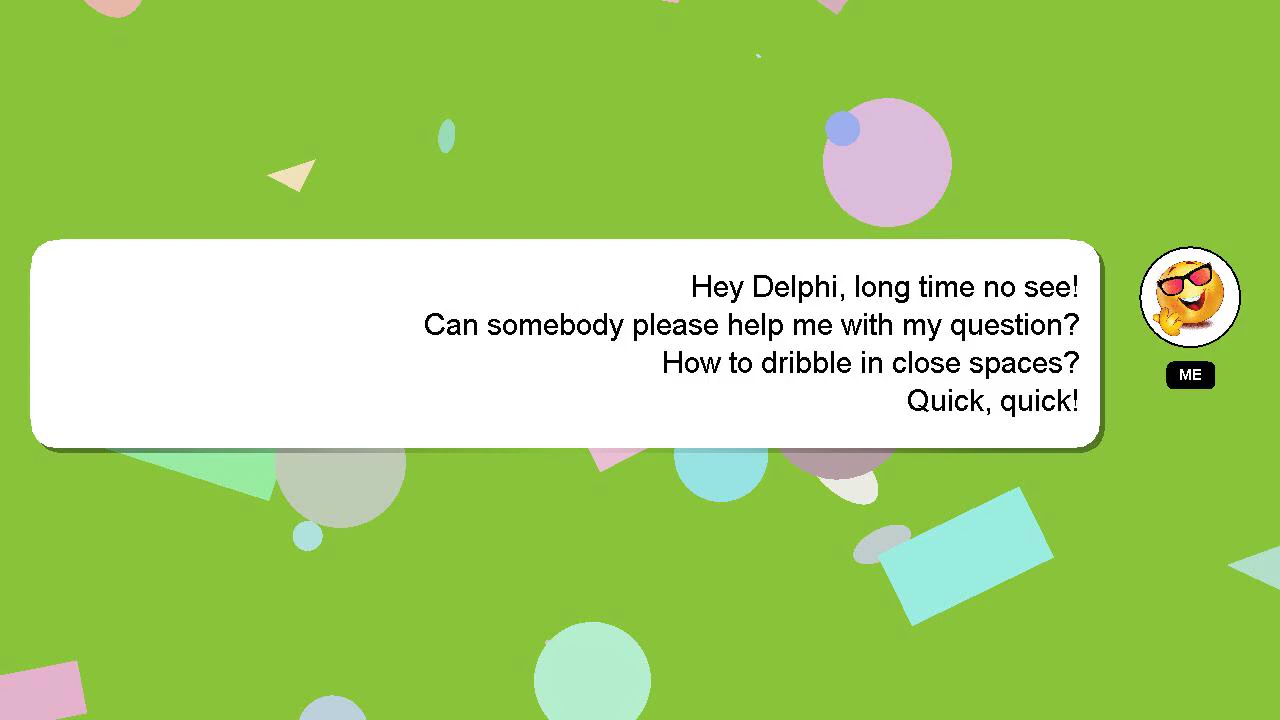 Hey Delphi, long time no see!
Can somebody please help me with my question?
How to dribble in close spaces?
Quick, quick!
ME